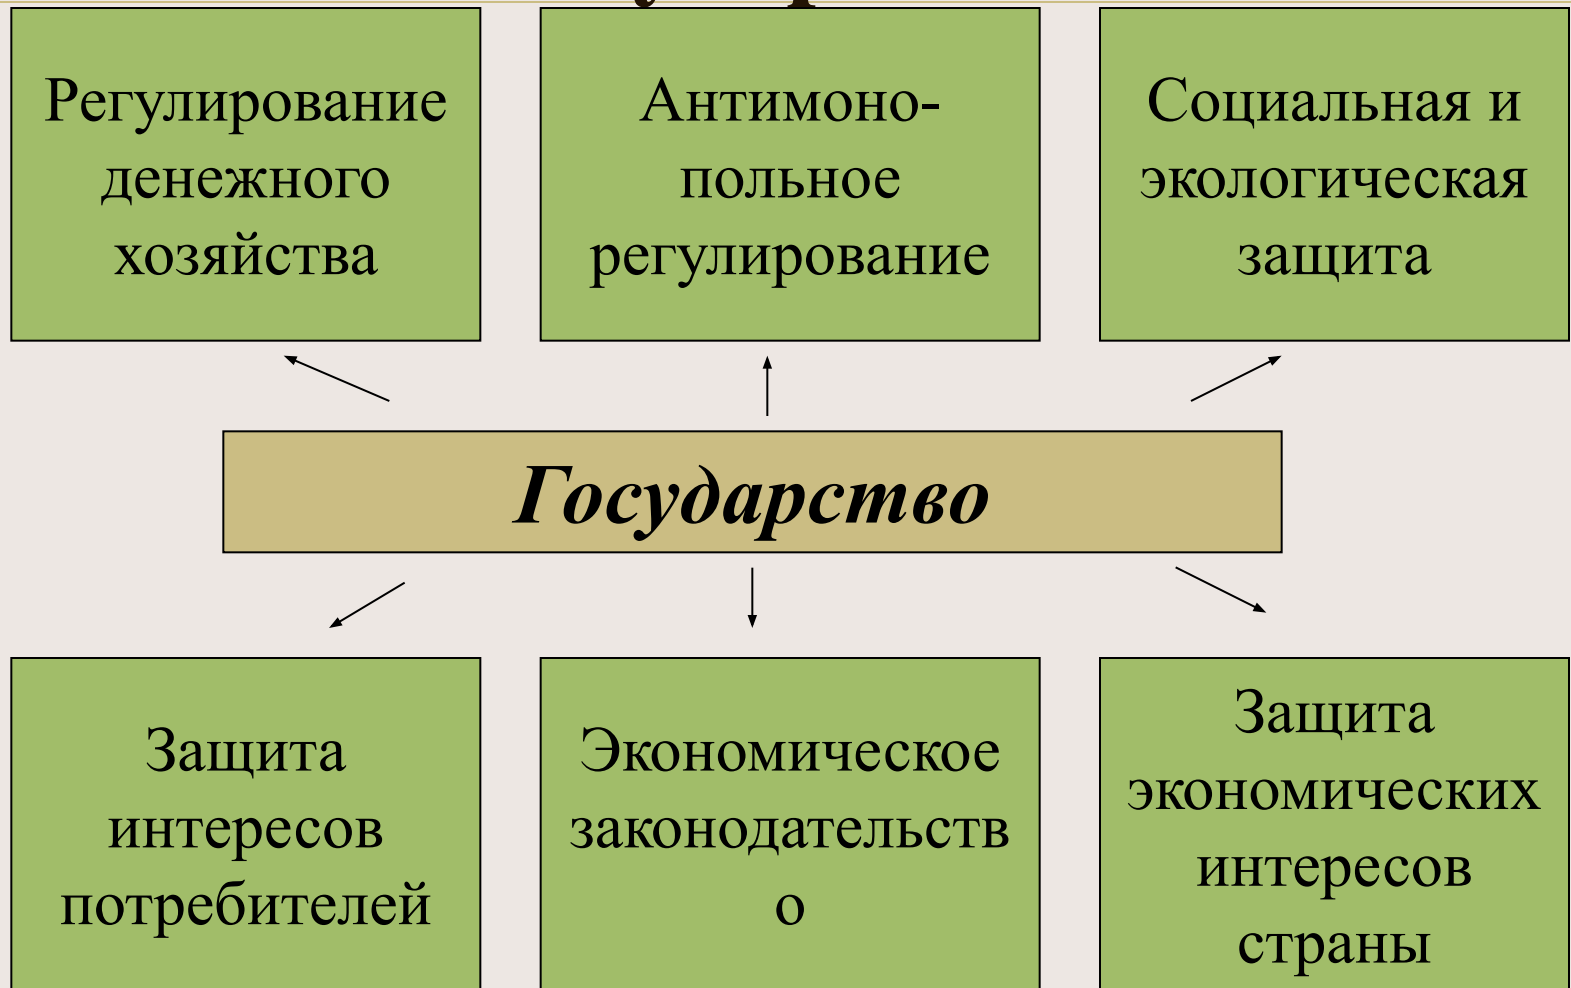 Регулирование
денежного
хозяйства
Антимоно-
польное
регулирование
Социальная и
экологическая
защита
Государство
Защита
интересов
потребителей
Экономическое
законодательств
о
Защита
экономических
интересов
страны